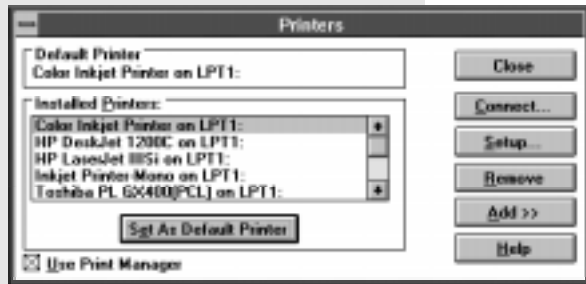 Printers
Default Printer
Color Inkjet Printer on LPT1:
Installed Printers:
Color Inkjet Printer on LPT1:
HP DeskJet 1200C on LPT1:
HP LaserJet IIISi on LPT1:
Inkjet Printer-Mono on LPT1:
Toshiba PL GX400[PCL] on LPT1:
Set As Default Printer
Use Print Manager
Close
Connect...
Setup...
Remove
Add >>
Help